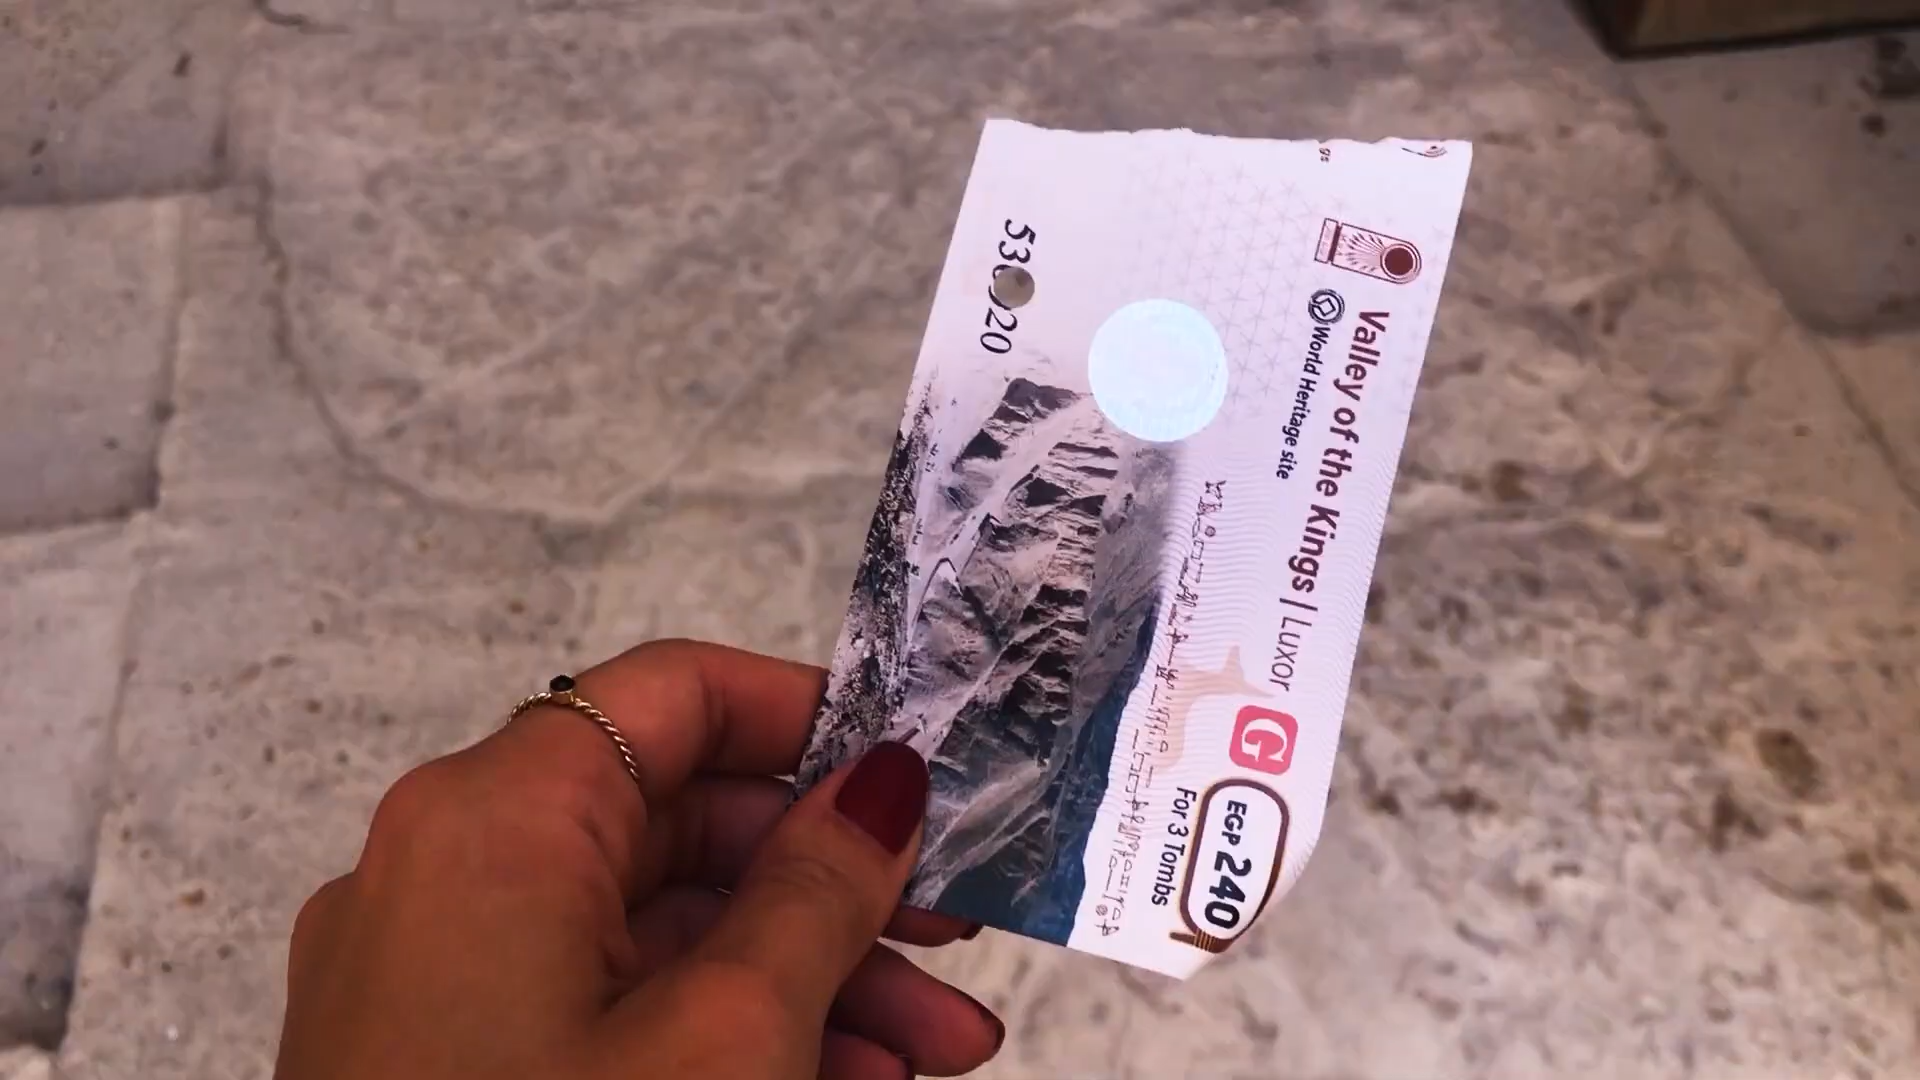 Valley of the Kings | Luxor
World Heritage site
G
EGP 240
For 3 Tombs